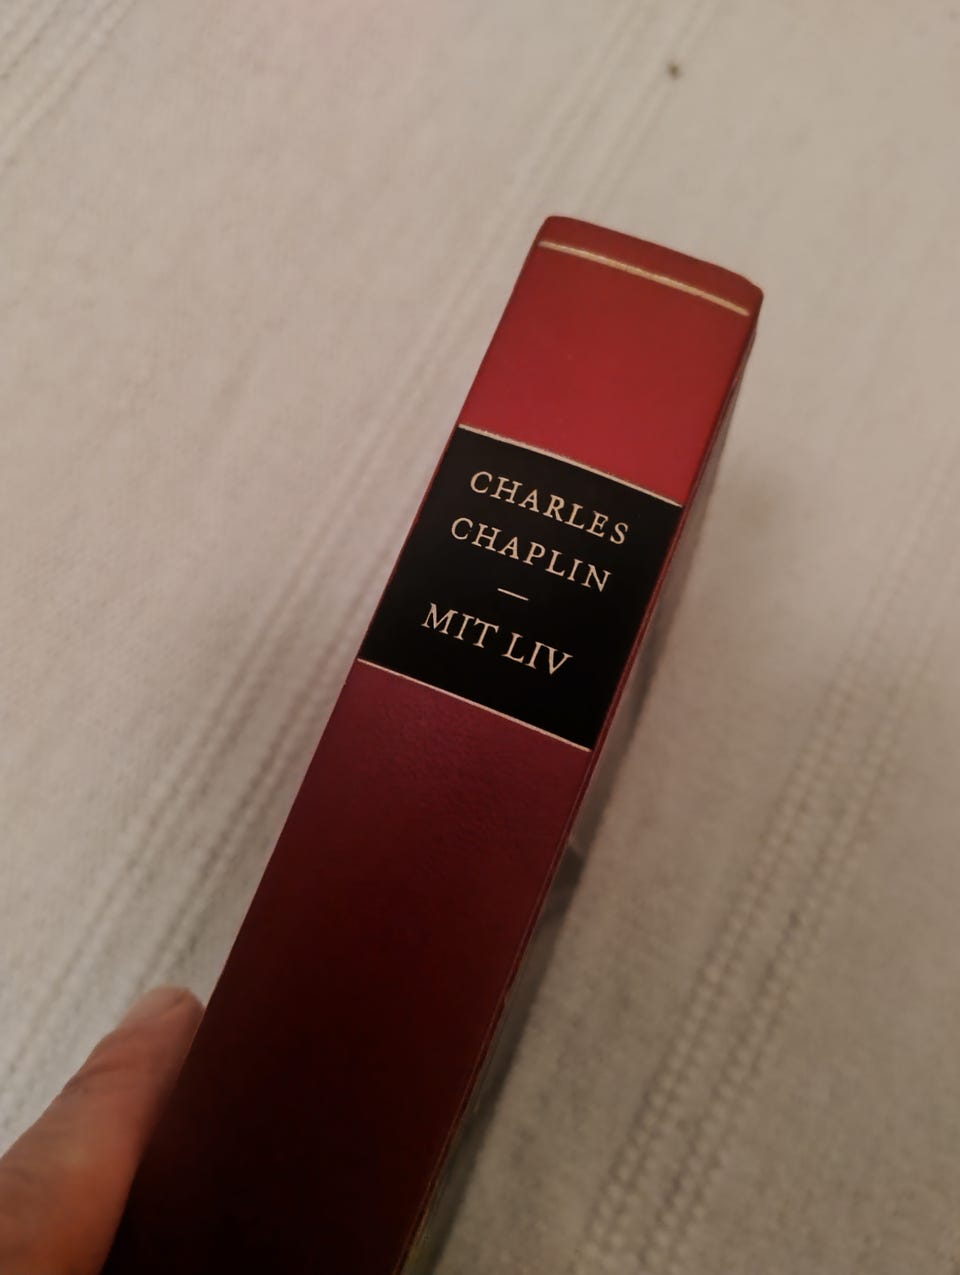 CHARLES
CHAPLIN
—
MIT LIV